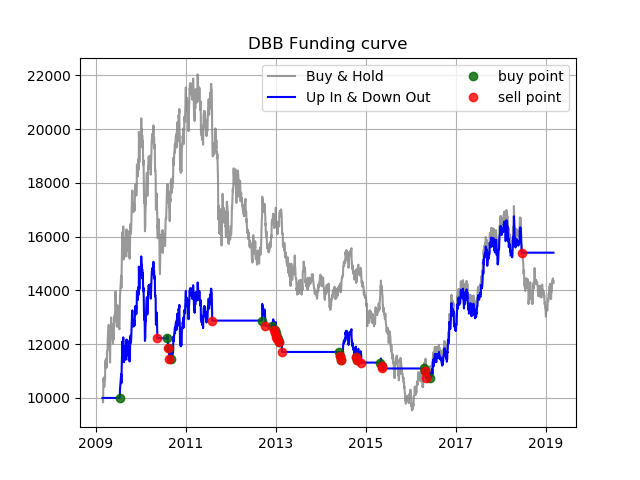 DBB Funding curve
Buy & Hold
Up In & Down Out
buy point
sell point
22000
20000
18000
16000
14000
12000
10000
2009 2011 2013 2015 2017 2019